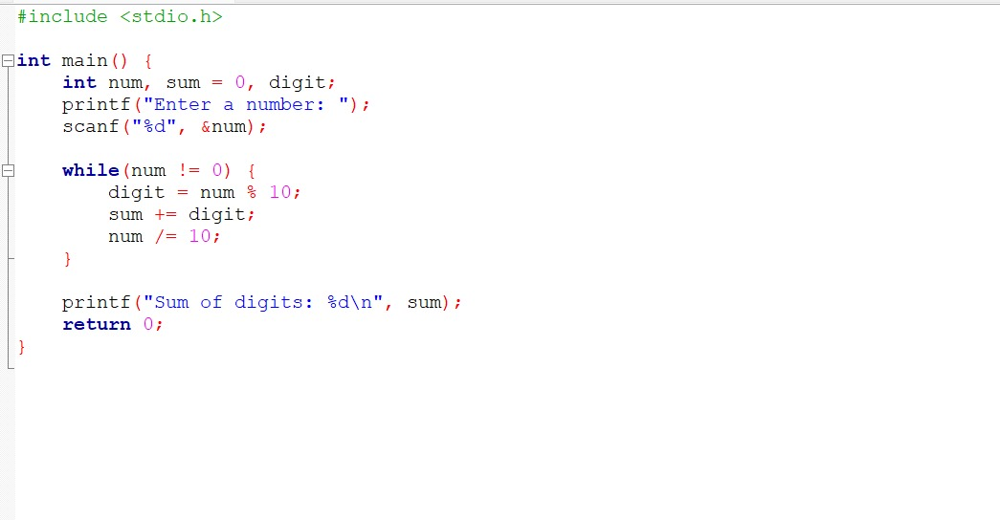 #include <stdio.h>
int main() {
    int num, sum = 0, digit;
    printf("Enter a number: ");
    scanf("%d", &num);
    while(num != 0) {
        digit = num % 10;
        sum += digit;
        num /= 10;
    }
    printf("Sum of digits: %d\n", sum);
    return 0;
}